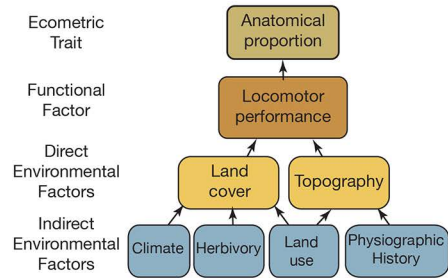 Ecometric
Trait
Anatomical
proportion
Functional
Factor
Locomotor
performance
Direct
Environmental
Factors
Land
cover
Topography
Indirect
Environmental
Factors
Climate
Herbivory
Land
use
Physiographic
History